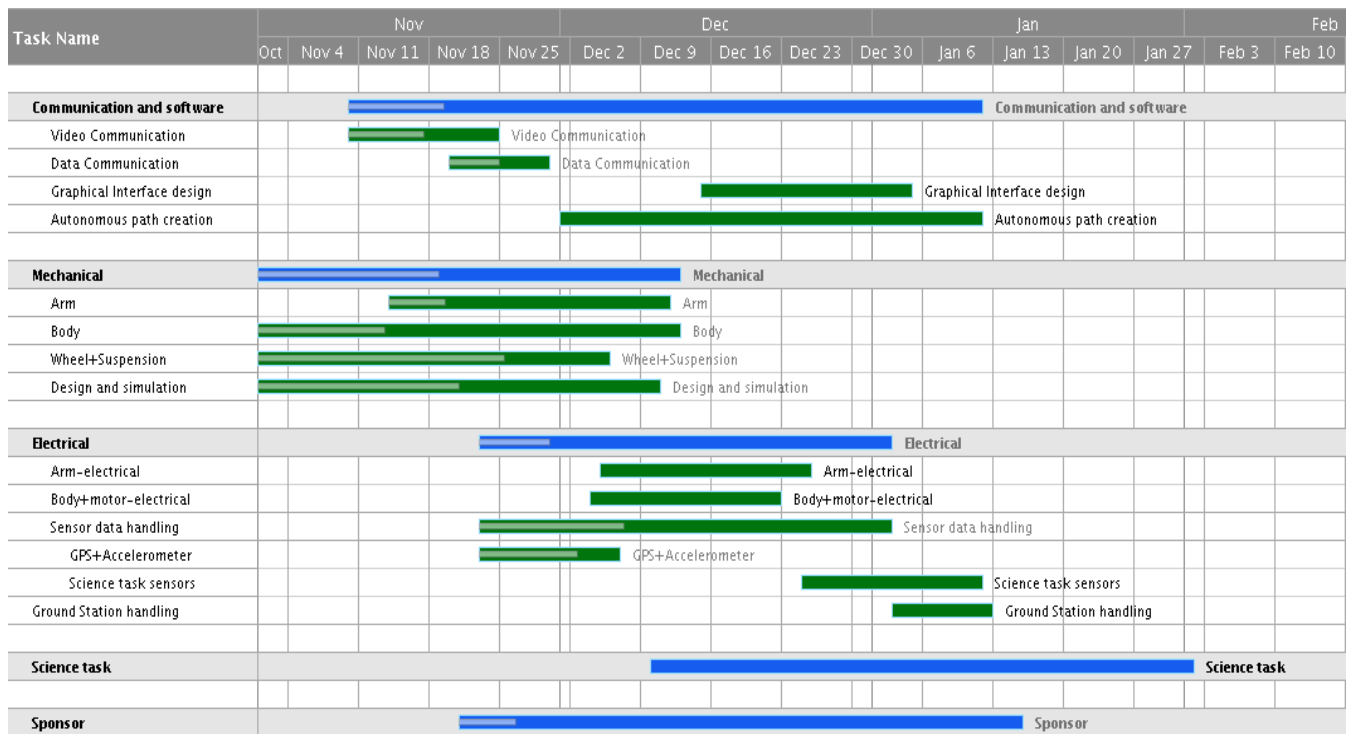 Task Name Nov Dec Jan Feb
Oct Nov 4 Nov 11 Nov 18 Nov 25 Dec 2 Dec 9 Dec 16 Dec 23 Dec 30 Jan 6 Jan 13 Jan 20 Jan 27 Feb 3 Feb 10
Communication and software Communication and software
Video Communication Video Communication
Data Communication Data Communication
Graphical Interface design Graphical Interface design
Autonomous path creation Autonomous path creation
Mechanical Mechanical
Arm Arm
Body Body
Wheel+Suspension Wheel+Suspension
Design and simulation Design and simulation
Electrical Electrical
Arm-electrical Arm-electrical
Body+motor-electrical Body+motor-electrical
Sensor data handling Sensor data handling
GPS+Accelerometer GPS+Accelerometer
Science task sensors Science task sensors
Ground Station handling Ground Station handling
Science task Science task
Sponsor Sponsor